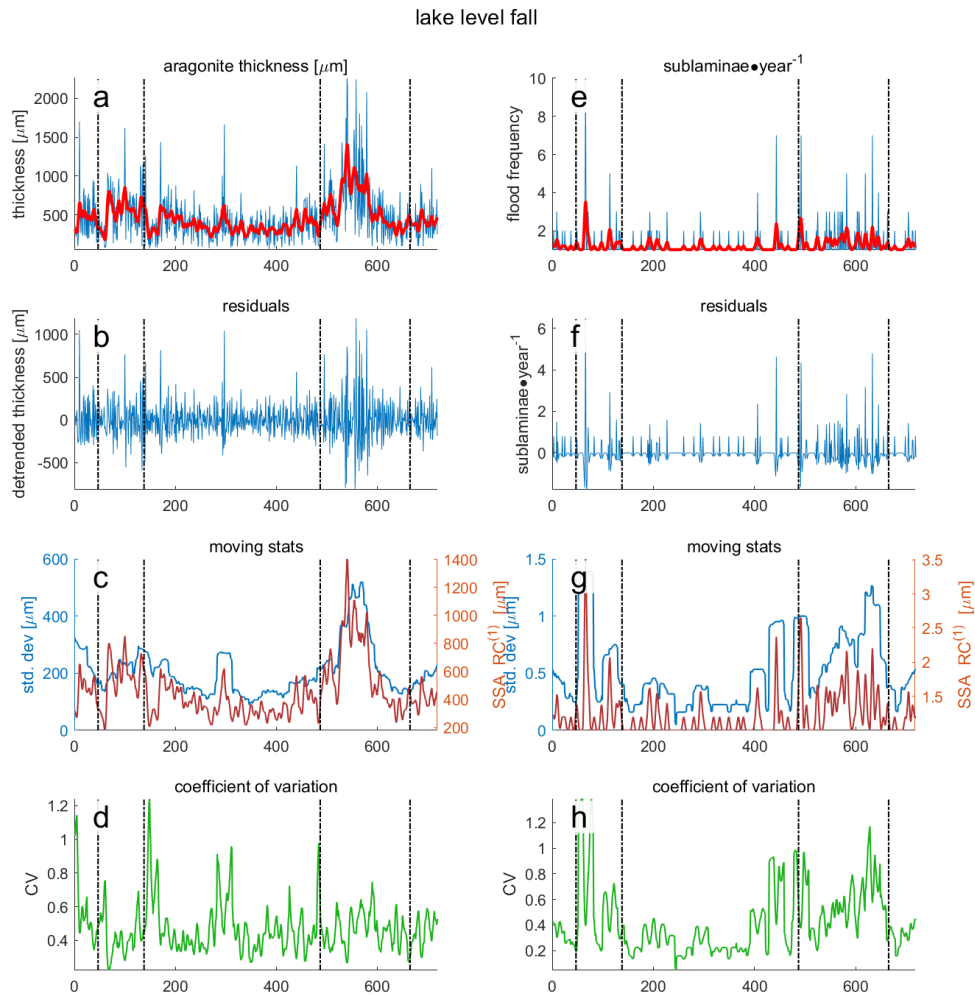 lake level fall
aragonite thickness [μm]
a
thickness [μm]
2000
1500
1000
500
0
200
400
600
sublaminae●year⁻¹
e
flood frequency
10
8
6
4
2
0
200
400
600
residuals
b
detrended thickness [μm]
1000
500
0
-500
0
200
400
600
residuals
f
sublaminae●year⁻¹
6
4
2
0
0
200
400
600
moving stats
c
std. dev [μm]
600
400
200
0
1400
1200
1000
800
600
400
200
SSA RC⁽¹⁾ [μm]
0
200
400
600
moving stats
g
std. dev [μm]
1.5
1
0.5
0
3.5
3
2.5
2
1.5
SSA RC⁽¹⁾ [μm]
0
200
400
600
coefficient of variation
d
CV
1.2
1
0.8
0.6
0.4
0
200
400
600
coefficient of variation
h
CV
1.2
1
0.8
0.6
0.4
0.2
0
200
400
600